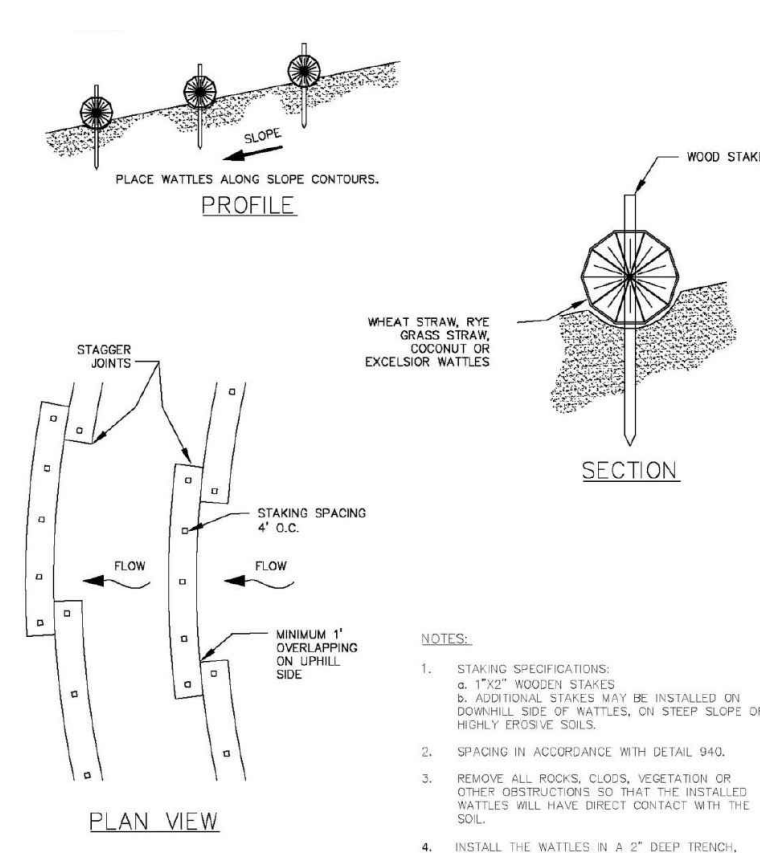 SLOPE
PLACE WATTLES ALONG SLOPE CONTOURS.
PROFILE
WOOD STAKE
WHEAT STRAW, RYE
GRASS STRAW,
COCONUT OR
EXCELSIOR WATTLES
SECTION
STAGGER
JOINTS
STAKING SPACING
4' O.C.
FLOW
FLOW
MINIMUM 1'
OVERLAPPING
ON UPHILL
SIDE
PLAN VIEW
NOTES:
1. STAKING SPECIFICATIONS:
a. 1"X2" WOODEN STAKES
b. ADDITIONAL STAKES MAY BE INSTALLED ON
DOWNHILL SIDE OF WATTLES, ON STEEP SLOPE OR
HIGHLY EROSIVE SOILS.
2. SPACING IN ACCORDANCE WITH DETAIL 940.
3. REMOVE ALL ROCKS, CLODS, VEGETATION OR
OTHER OBSTRUCTIONS SO THAT THE INSTALLED
WATTLES WILL HAVE DIRECT CONTACT WITH THE
SOIL.
4. INSTALL THE WATTLES IN A 2" DEEP TRENCH,